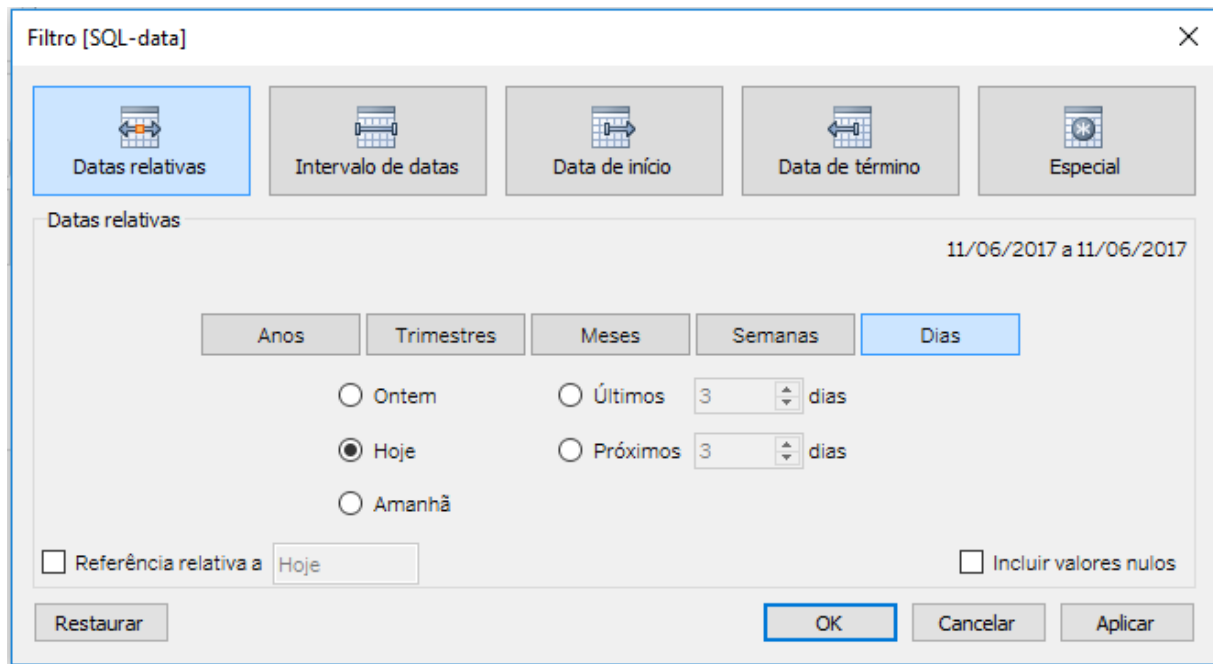 Filtro [SQL-data]
Datas relativas Intervalo de datas Data de início Data de término Especial
Datas relativas
11/06/2017 a 11/06/2017
Anos Trimestres Meses Semanas Dias
Ontem Últimos 3 dias
Hoje Próximos 3 dias
Amanhã
Referência relativa a Hoje Incluir valores nulos
Restaurar OK Cancelar Aplicar